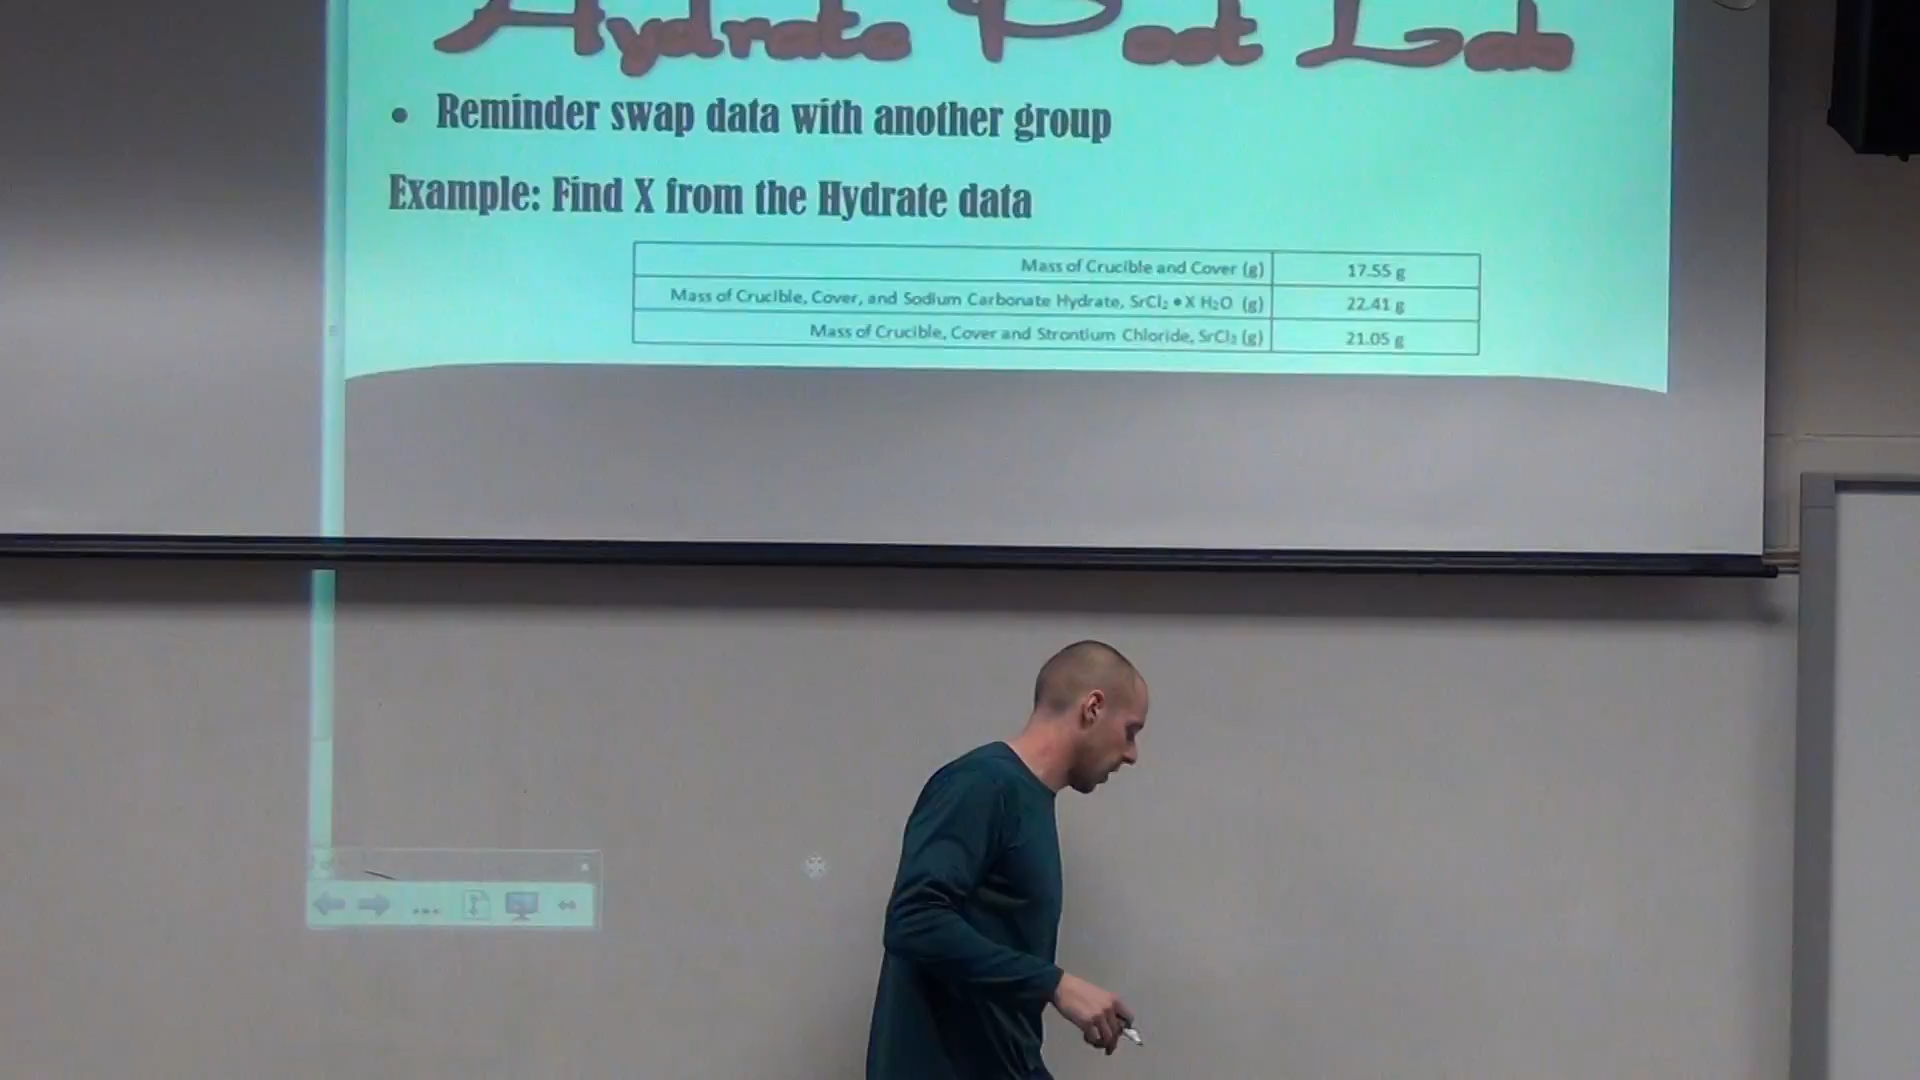 Hydrate Post Lab
• Reminder swap data with another group
Example: Find X from the Hydrate data
Mass of Crucible and Cover (g) 17.55 g
Mass of Crucible, Cover, and Sodium Carbonate Hydrate, SrCl₂ • X H₂O (g) 22.41 g
Mass of Crucible, Cover and Strontium Chloride, SrCl₂ (g) 21.05 g